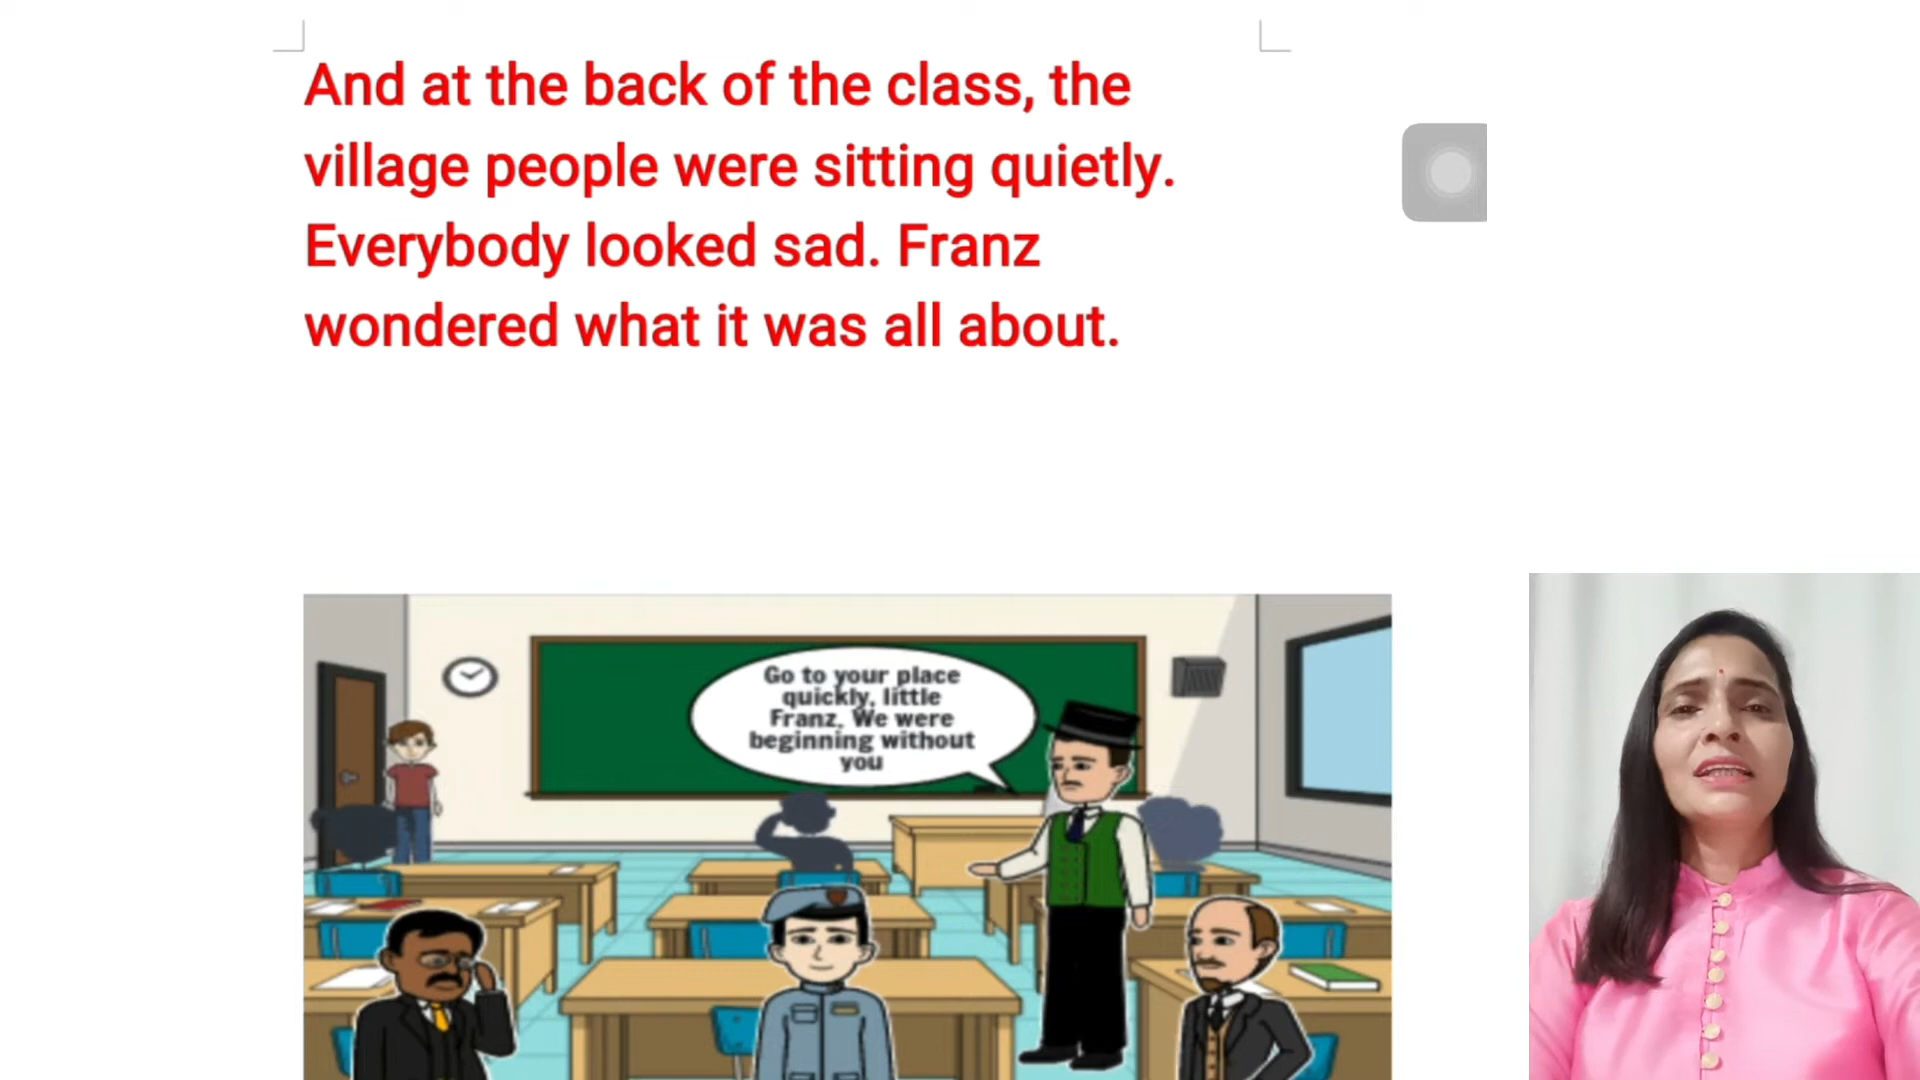 And at the back of the class, the
village people were sitting quietly.
Everybody looked sad. Franz
wondered what it was all about.
Go to your place
quickly, little
Franz. We were
beginning without
you